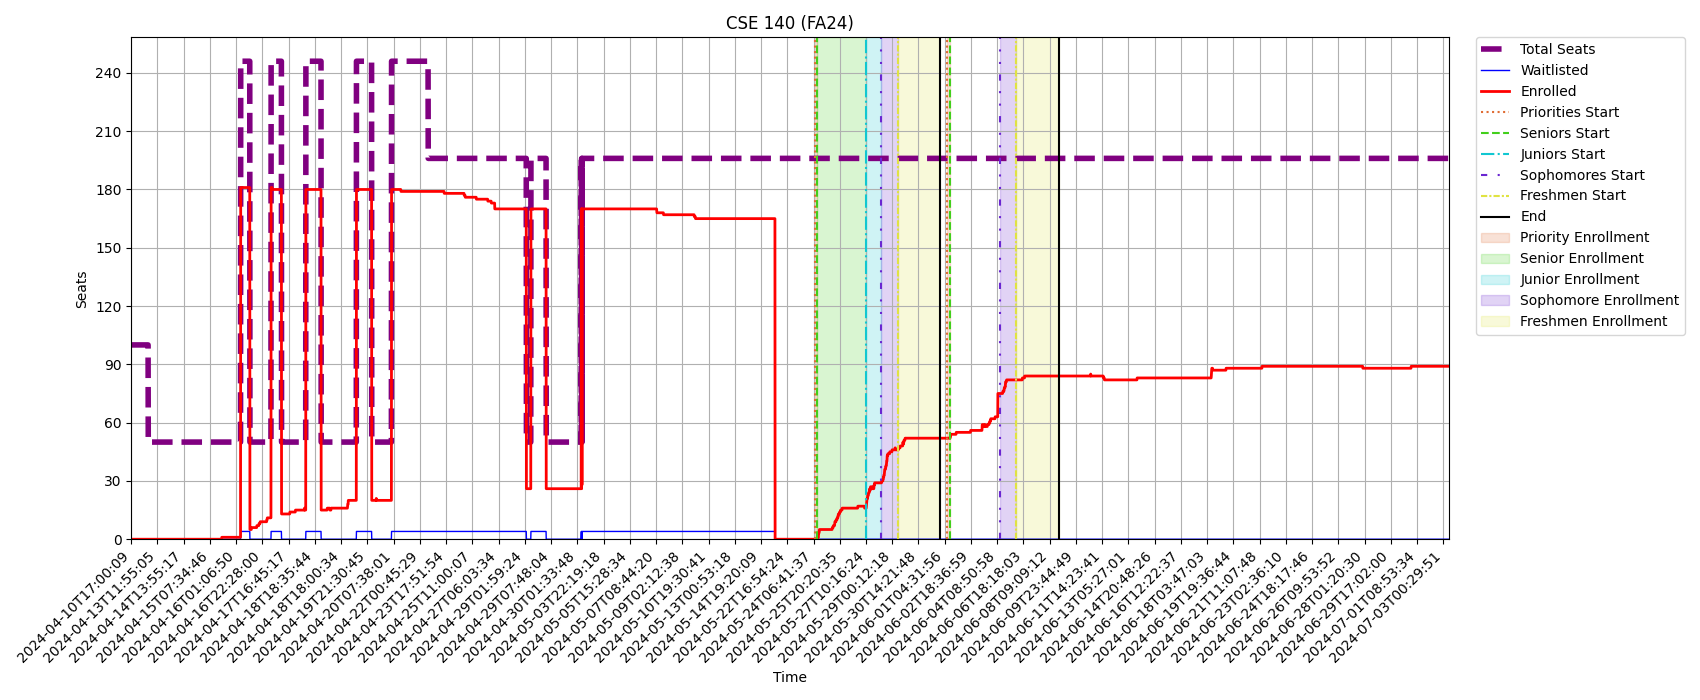 CSE 140 (FA24)
Total Seats
Waitlisted
Enrolled
Priorities Start
Seniors Start
Juniors Start
Sophomores Start
Freshmen Start
End
Priority Enrollment
Senior Enrollment
Junior Enrollment
Sophomore Enrollment
Freshmen Enrollment
Seats
240
210
180
150
120
90
60
30
0
2024-04-10T17:00:09
2024-04-13T11:55:05
2024-04-14T13:55:17
2024-04-15T07:34:46
2024-04-16T01:06:50
2024-04-16T22:28:00
2024-04-17T16:45:17
2024-04-18T18:35:44
2024-04-18T18:00:34
2024-04-19T21:30:45
2024-04-20T07:38:01
2024-04-22T00:45:29
2024-04-23T17:51:54
2024-04-25T11:00:07
2024-04-27T06:03:34
2024-04-29T01:59:24
2024-04-29T07:48:04
2024-04-30T01:33:48
2024-05-03T22:19:18
2024-05-05T15:28:34
2024-05-07T08:44:20
2024-05-09T02:12:38
2024-05-10T19:30:41
2024-05-13T00:53:18
2024-05-14T19:20:09
2024-05-22T16:54:24
2024-05-24T06:41:37
2024-05-25T20:20:35
2024-05-27T10:16:24
2024-05-29T00:12:18
2024-05-30T14:21:48
2024-06-01T04:31:56
2024-06-02T18:36:59
2024-06-04T08:50:58
2024-06-06T18:18:03
2024-06-08T09:09:12
2024-06-09T23:44:49
2024-06-11T14:23:41
2024-06-13T05:27:01
2024-06-14T20:48:26
2024-06-16T12:22:37
2024-06-18T03:47:03
2024-06-19T19:36:44
2024-06-21T11:07:48
2024-06-23T02:36:10
2024-06-24T18:17:46
2024-06-26T09:53:52
2024-06-28T01:20:30
2024-06-29T17:02:00
2024-07-01T08:53:34
2024-07-03T00:29:51
Time